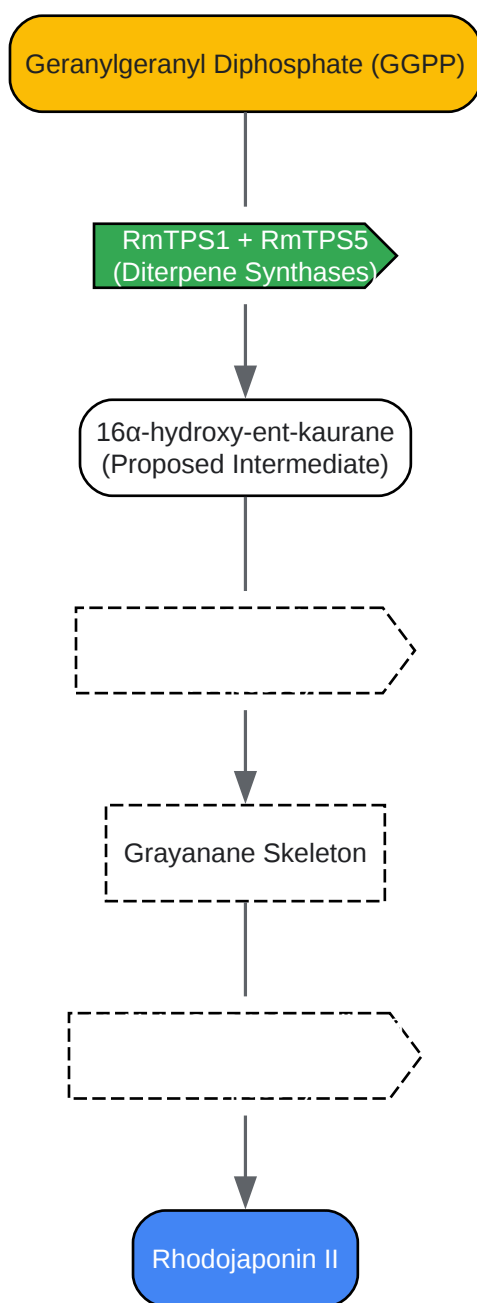 Geranylgeranyl Diphosphate (GGPP)
RmTPS1 + RmTPS5
(Diterpene Synthases)
16α-hydroxy-ent-kaurane
(Proposed Intermediate)
Grayanane Skeleton
Rhodojaponin II